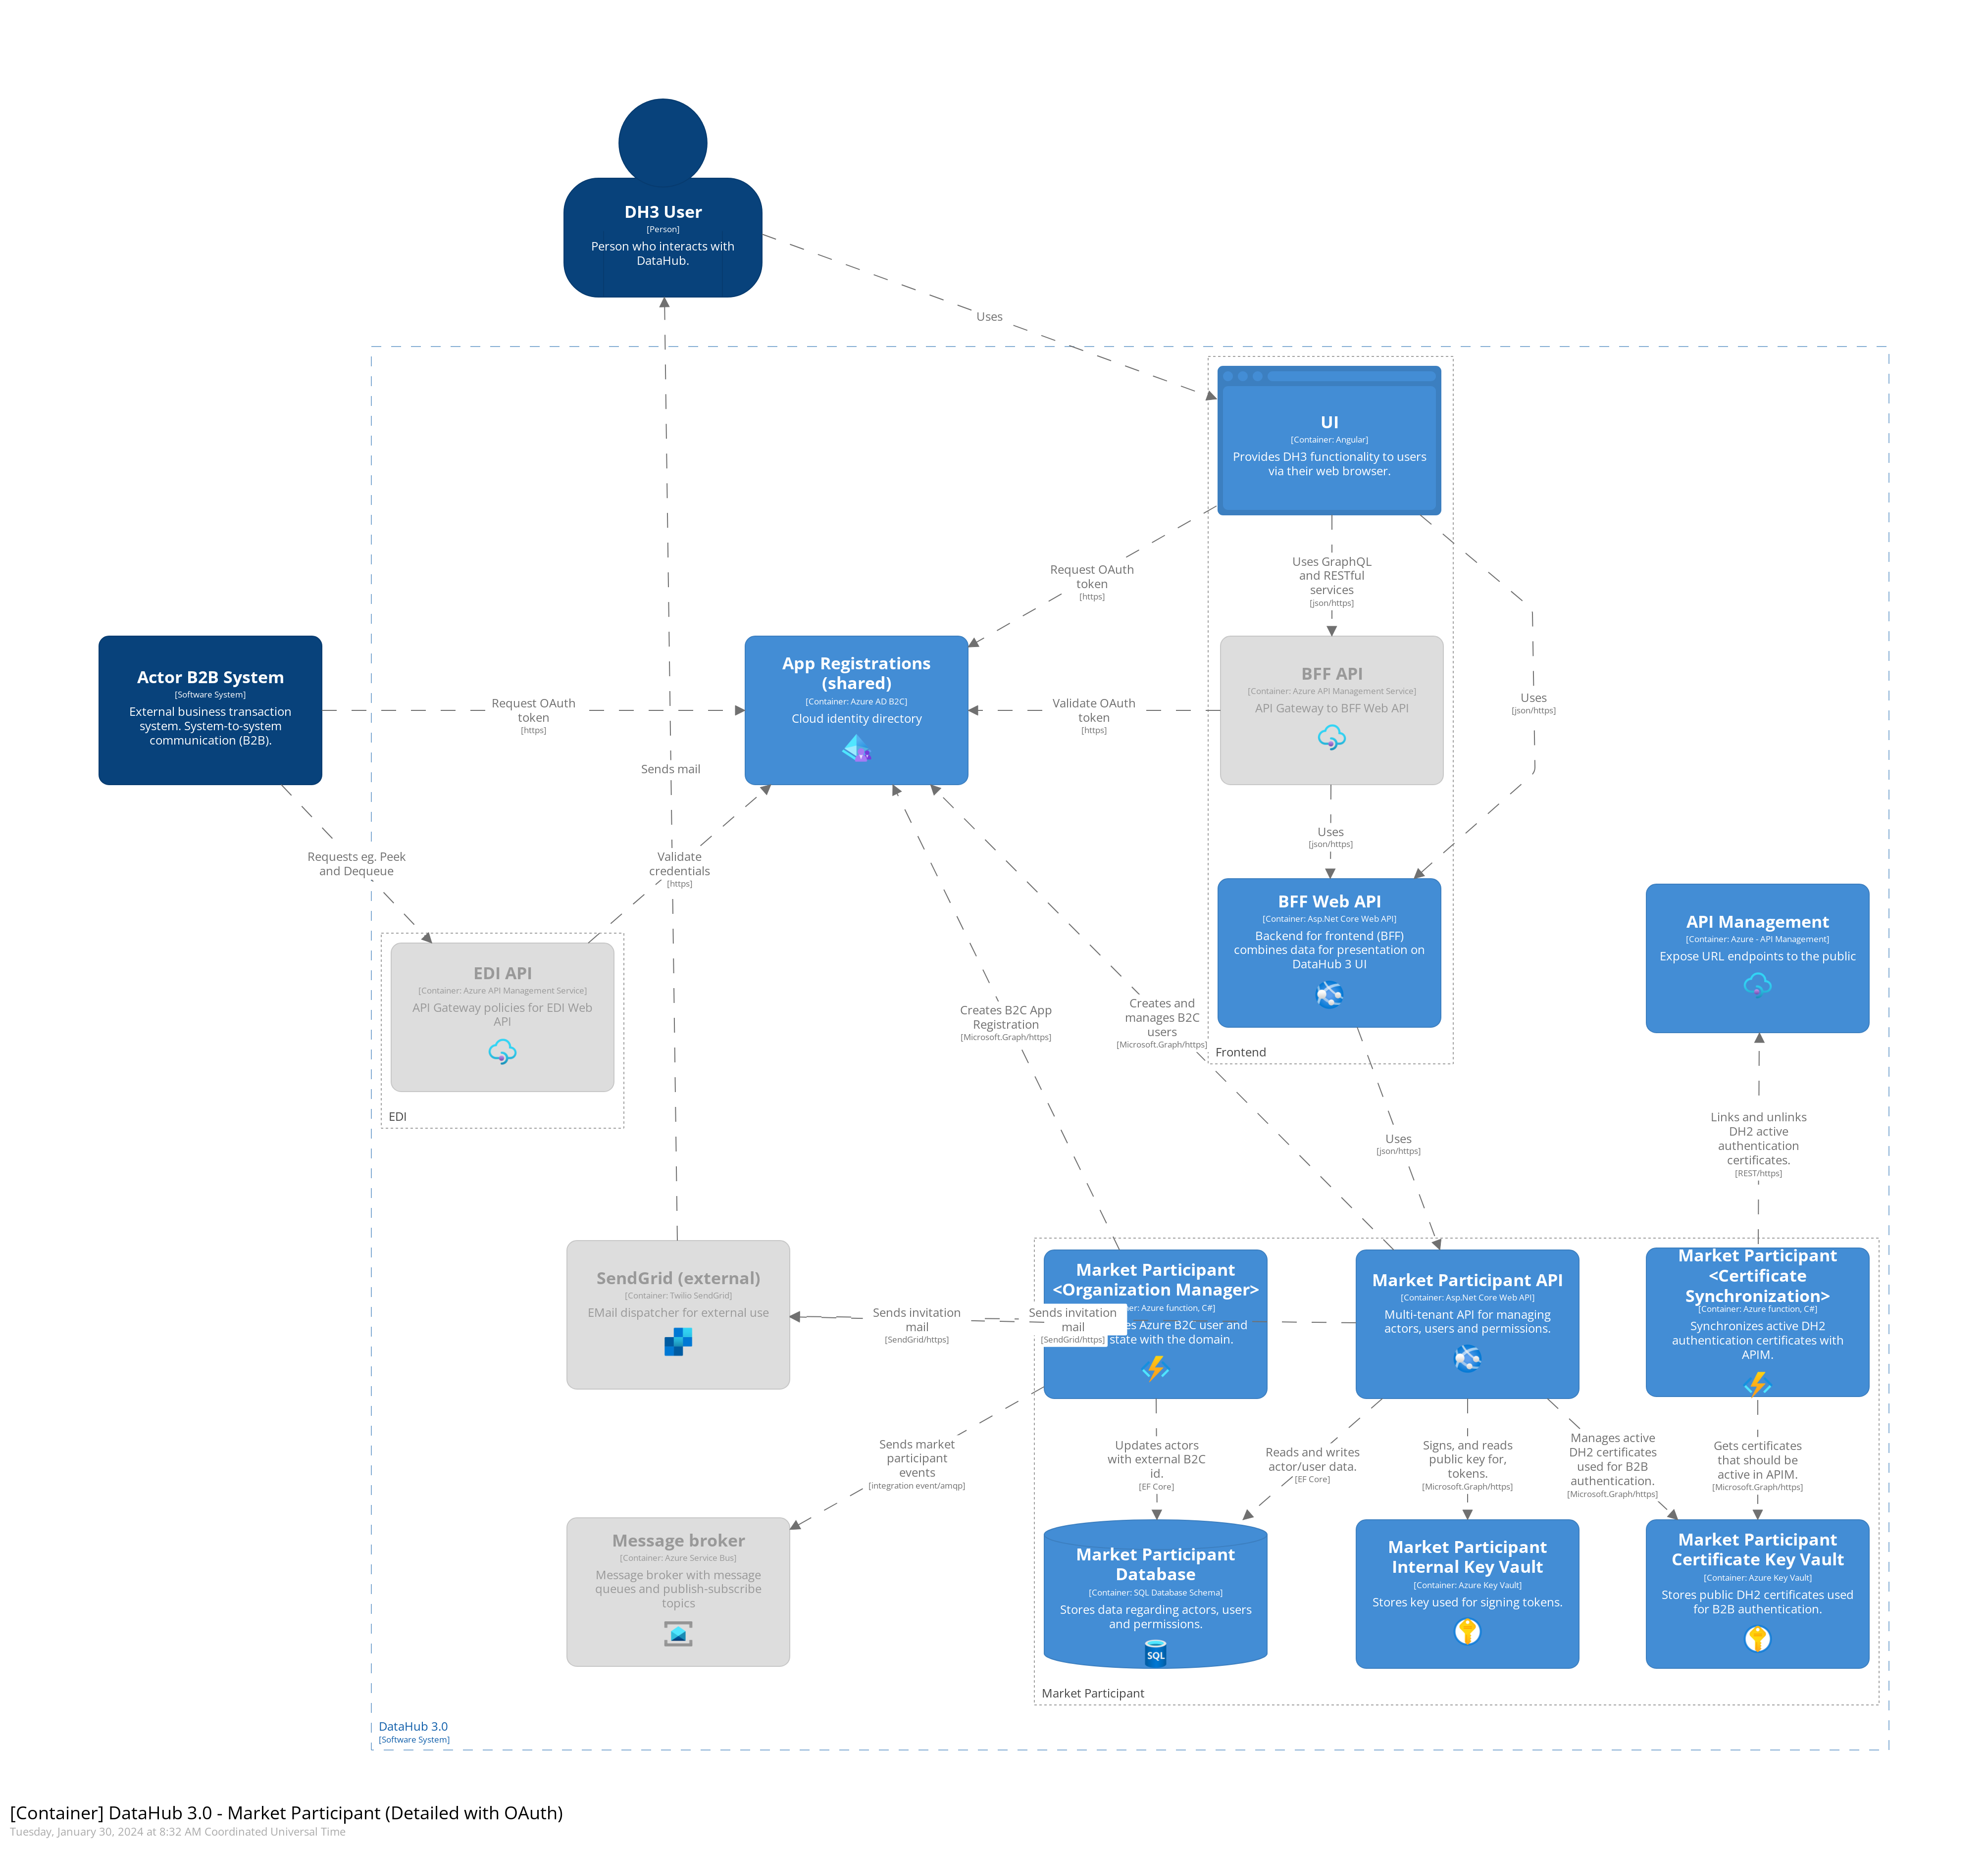 DH3 User
[Person]
Person who interacts with
DataHub.
Uses
UI
[Container: Angular]
Provides DH3 functionality to users
via their web browser.
Request OAuth
token
[https]
Uses GraphQL
and RESTful
services
[json/https]
Actor B2B System
[Software System]
External business transaction
system. System-to-system
communication (B2B).
Request OAuth
token
[https]
App Registrations
(shared)
[Container: Azure AD B2C]
Cloud identity directory
Validate OAuth
token
[https]
BFF API
[Container: Azure API Management Service]
API Gateway to BFF Web API
Uses
[json/https]
Sends mail
Requests eg. Peek
and Dequeue
Validate
credentials
[https]
Uses
[json/https]
BFF Web API
[Container: Asp.Net Core Web API]
Backend for frontend (BFF)
combines data for presentation on
DataHub 3 UI
API Management
[Container: Azure - API Management]
Expose URL endpoints to the public
EDI API
[Container: Azure API Management Service]
API Gateway policies for EDI Web
API
EDI
Creates B2C App
Registration
[Microsoft.Graph/https]
Creates and
manages B2C
users
[Microsoft.Graph/https]
Frontend
Uses
[json/https]
Links and unlinks
DH2 active
authentication
certificates.
[REST/https]
SendGrid (external)
[Container: Twilio SendGrid]
EMail dispatcher for external use
Sends invitation
mail
[SendGrid/https]
Sends invitation
mail
[SendGrid/https]
Market Participant
<Organization Manager>
Azure function, C#]
Azure B2C user and
state with the domain.
Market Participant API
[Container: Asp.Net Core Web API]
Multi-tenant API for managing
actors, users and permissions.
Market Participant
<Certificate
Synchronization>
[Container: Azure function, C#]
Synchronizes active DH2
authentication certificates with
APIM.
Sends market
participant
events
[integration event/amqp]
Updates actors
with external B2C
id.
[EF Core]
Reads and writes
actor/user data.
[EF Core]
Signs, and reads
public key for,
tokens.
[Microsoft.Graph/https]
Manages active
DH2 certificates
used for B2B
authentication.
[Microsoft.Graph/https]
Gets certificates
that should be
active in APIM.
[Microsoft.Graph/https]
Message broker
[Container: Azure Service Bus]
Message broker with message
queues and publish-subscribe
topics
Market Participant
Database
[Container: SQL Database Schema]
Stores data regarding actors, users
and permissions.
SQL
Market Participant
Internal Key Vault
[Container: Azure Key Vault]
Stores key used for signing tokens.
Market Participant
Certificate Key Vault
[Container: Azure Key Vault]
Stores public DH2 certificates used
for B2B authentication.
Market Participant
DataHub 3.0
[Software System]
[Container] DataHub 3.0 - Market Participant (Detailed with OAuth)
Tuesday, January 30, 2024 at 8:32 AM Coordinated Universal Time